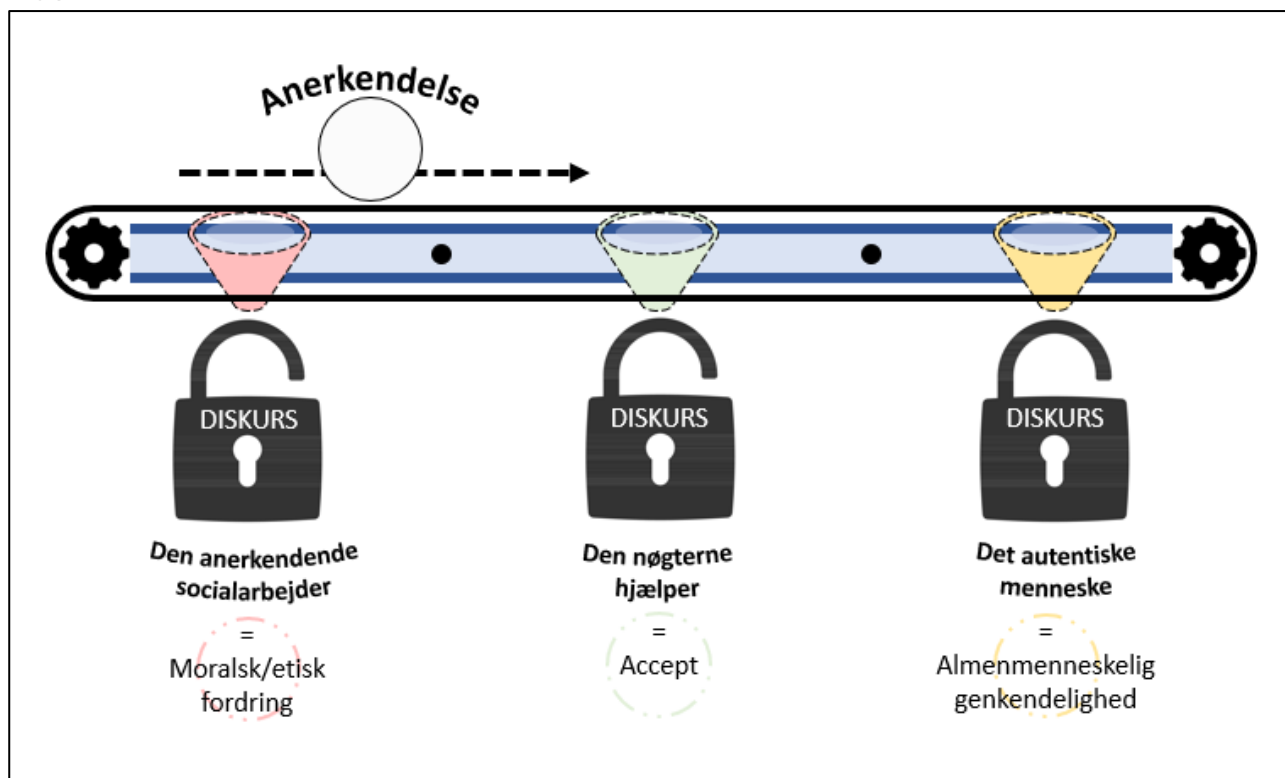 Anerkendelse
DISKURS
DISKURS
DISKURS
Den anerkendende
socialarbejder
=
Moralsk/etisk
fordring
Den nøgterne
hjælper
=
Accept
Det autentiske
menneske
=
Almenmenneskelig
genkendelighed